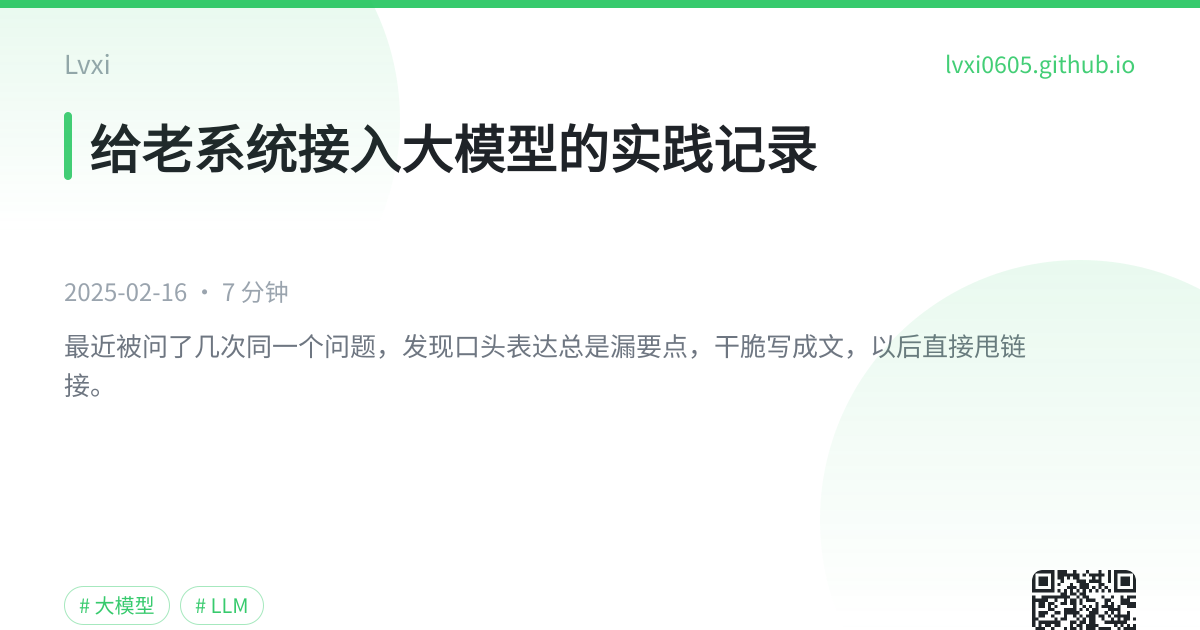 Lvxi
lvxi0605.github.io
给老系统接入大模型的实践记录
2025-02-16 · 7 分钟
最近被问了几次同一个问题，发现口头表达总是漏要点，干脆写成文，以后直接甩链
接。
# 大模型
# LLM